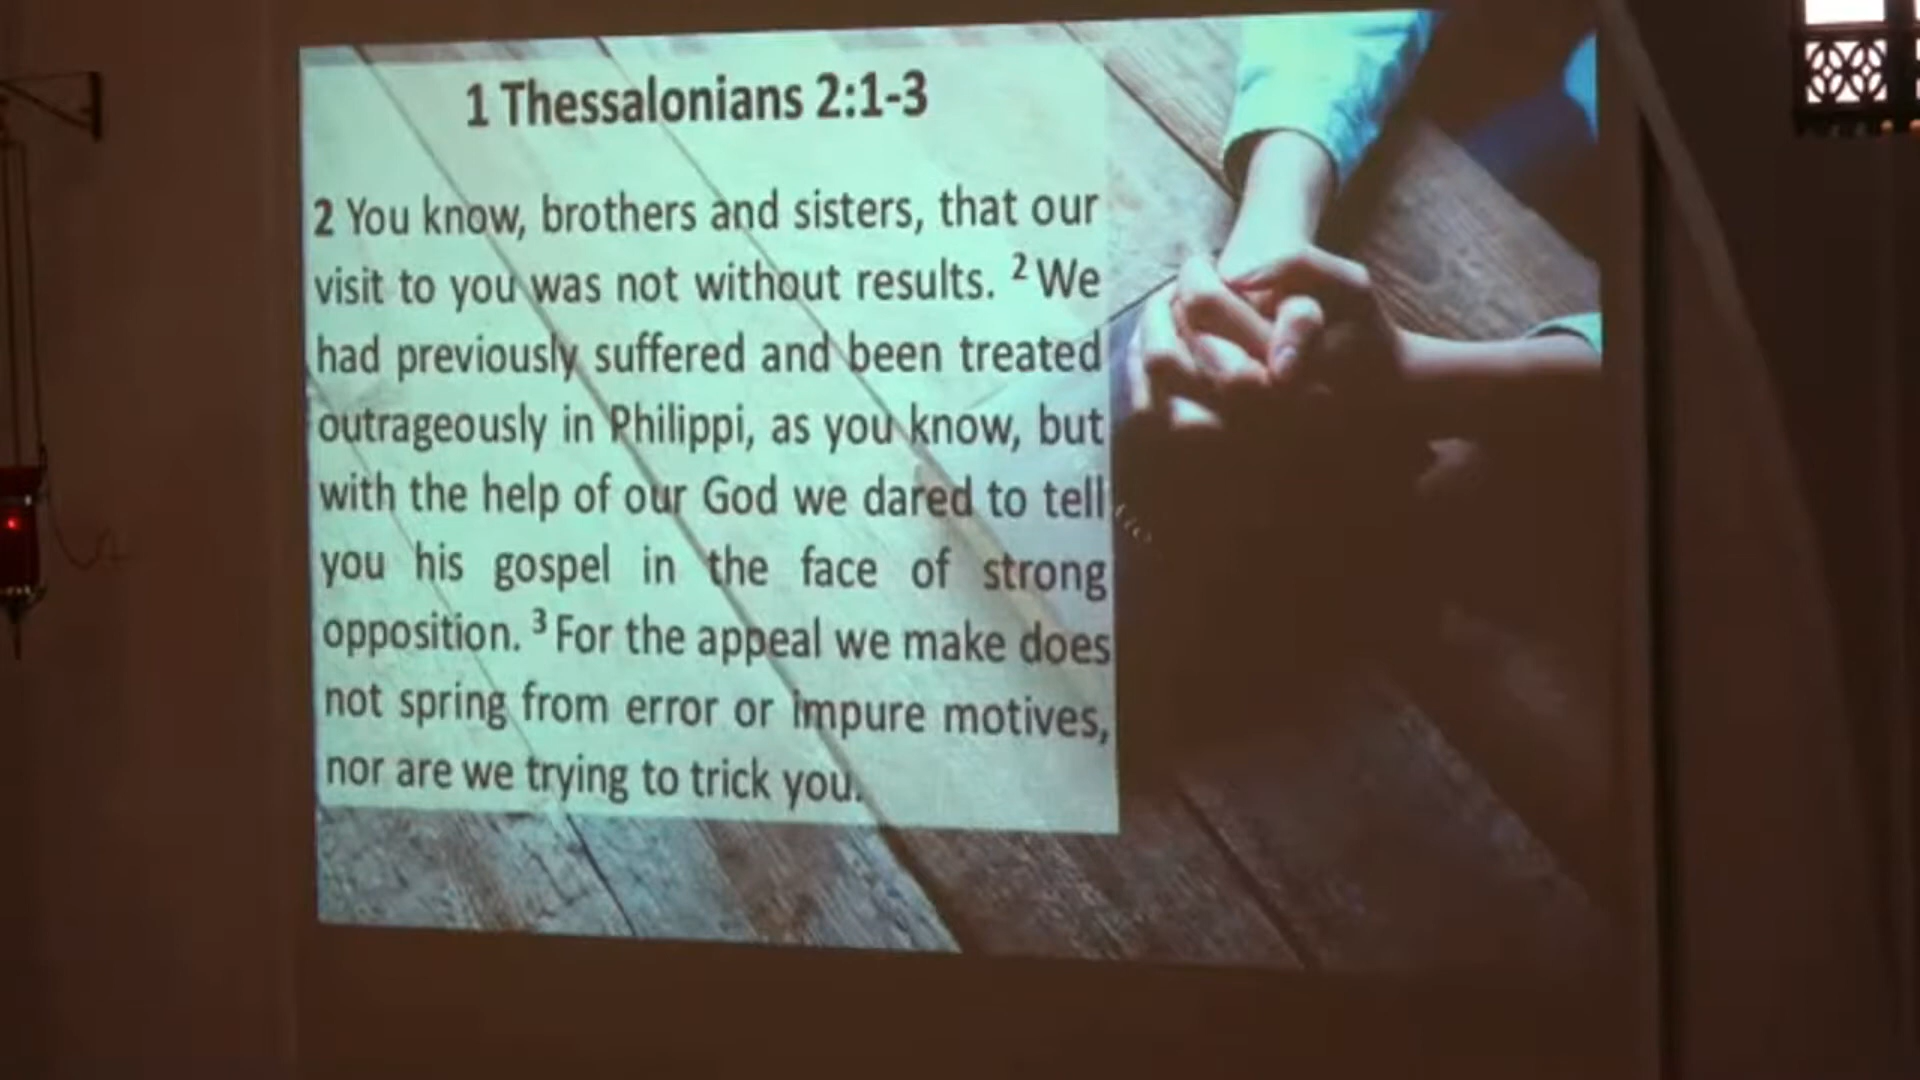 1 Thessalonians 2:1-3
2 You know, brothers and sisters, that our
visit to you was not without results. ² We
had previously suffered and been treated
outrageously in Philippi, as you know, but
with the help of our God we dared to tell
you his gospel in the face of strong
opposition. ³ For the appeal we make does
not spring from error or impure motives,
nor are we trying to trick you.